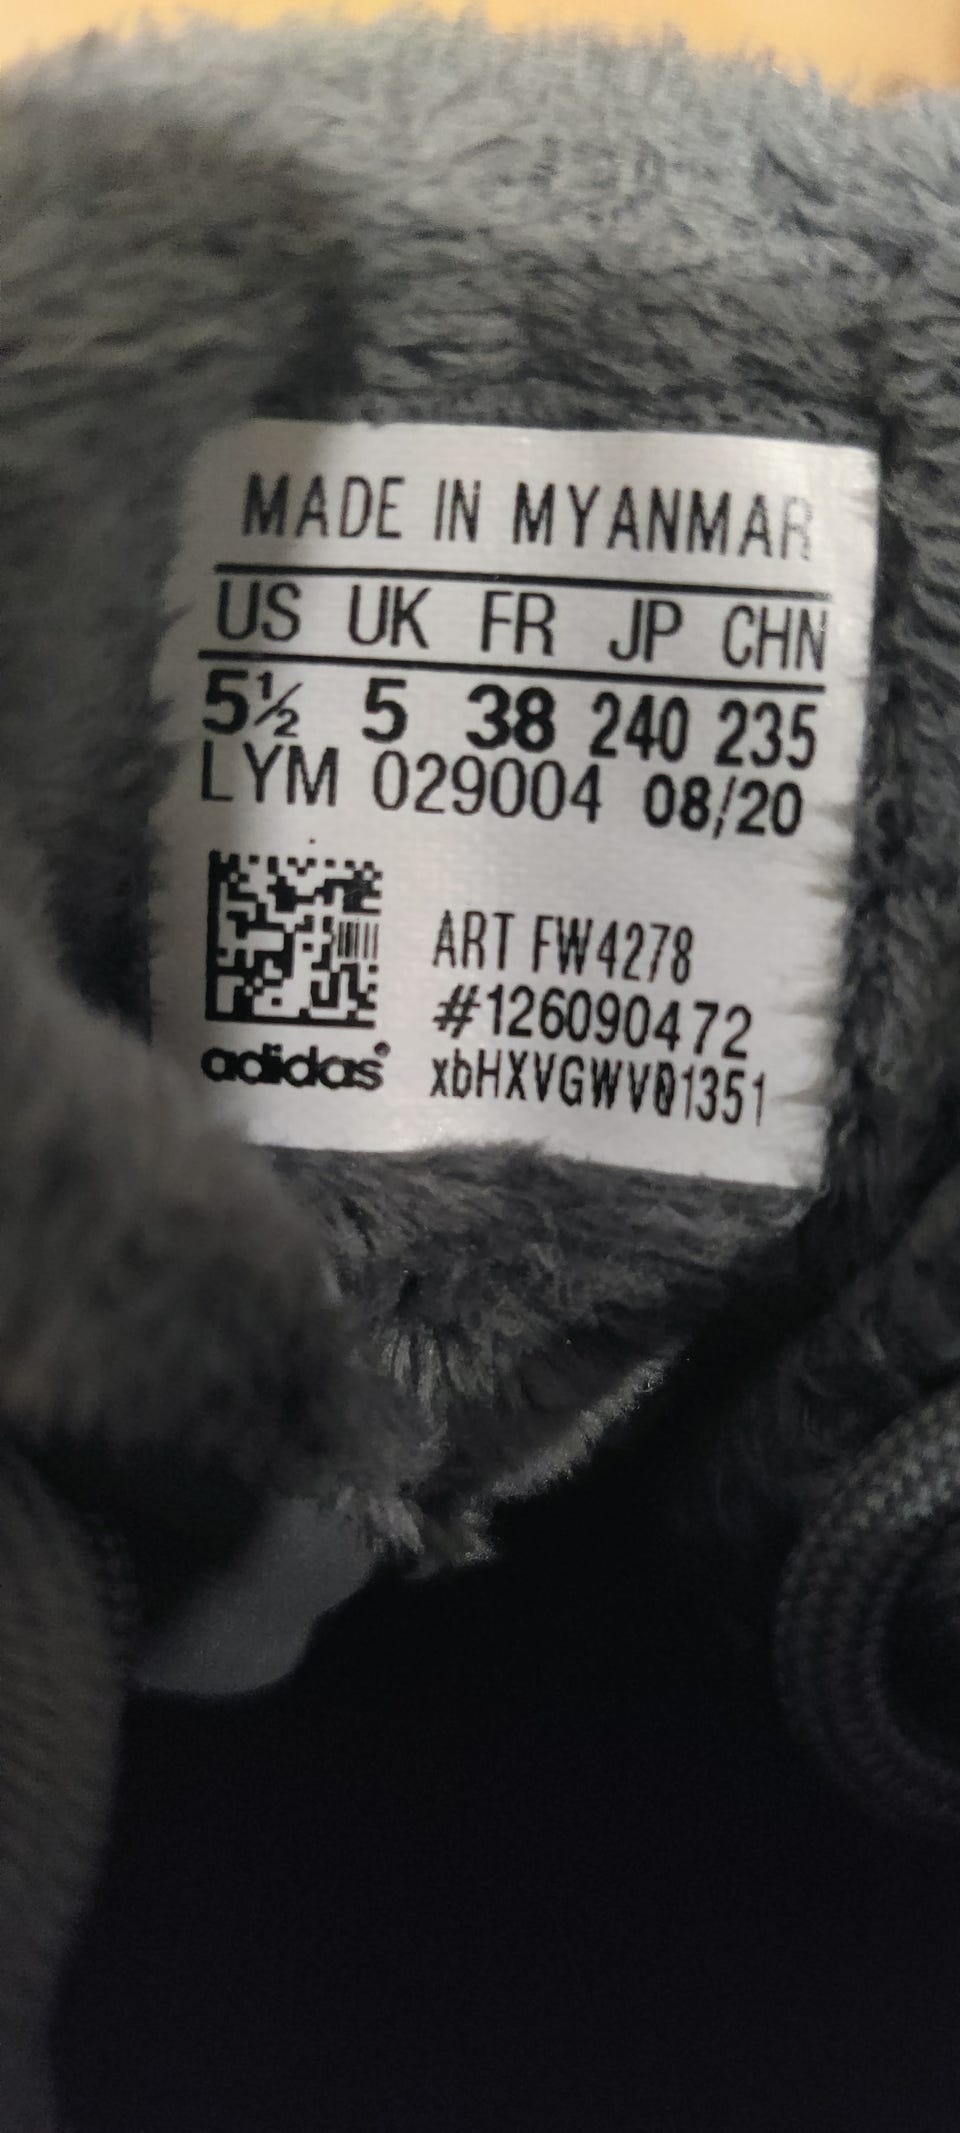 MADE IN MYANMAR
US UK FR JP CHN
5½ 5 38 240 235
LYM 029004 08/20
ART FW4278
#126090472
adidas® xbHXVGWV01351